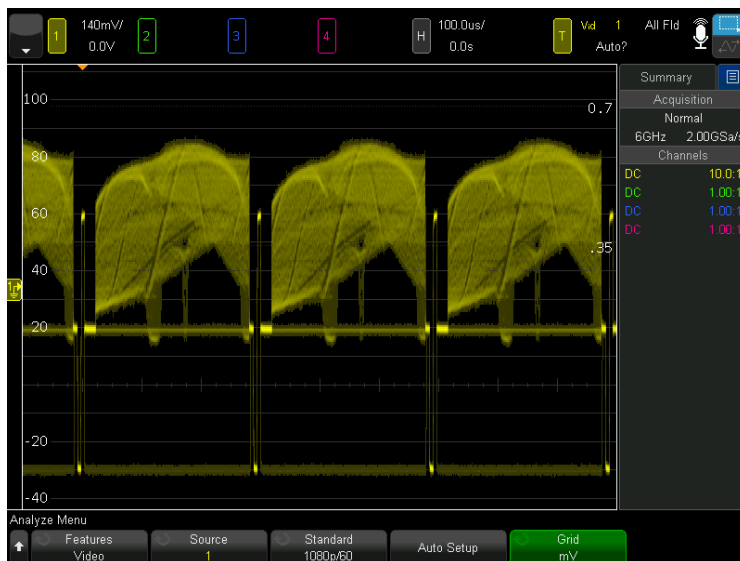 1 140mV/ 0.0V 2 3 4 H 100.0us/ 0.0s T Vid 1 Auto? All Fld
Summary
Acquisition
Normal
6GHz 2.00GSa/s
Channels
DC 10.0:1
DC 1.00:1
DC 1.00:1
DC 1.00:1
100
0.7
80
60
.35
40
1
20
-20
-40
Analyze Menu
Features
Video
Source
1
Standard
1080p/60
Auto Setup
Grid
mV